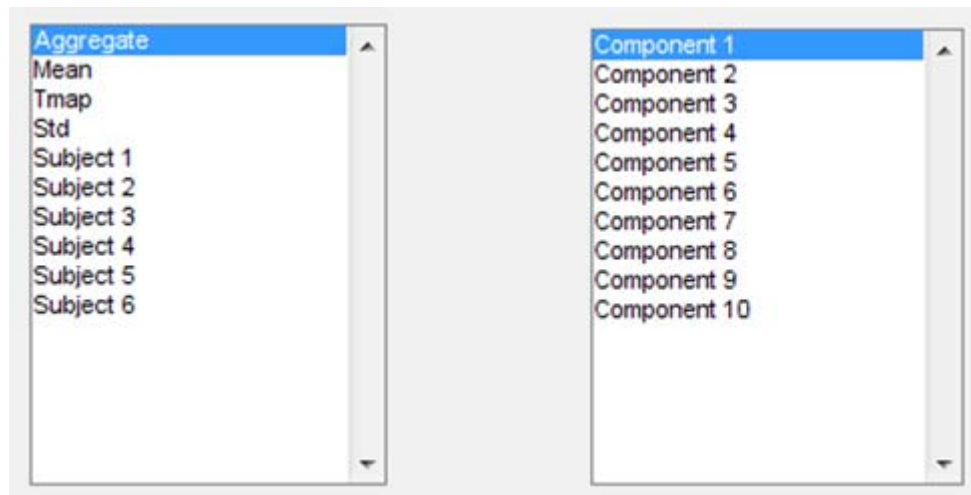 Aggregate
Mean
Tmap
Std
Subject 1
Subject 2
Subject 3
Subject 4
Subject 5
Subject 6
Component 1
Component 2
Component 3
Component 4
Component 5
Component 6
Component 7
Component 8
Component 9
Component 10